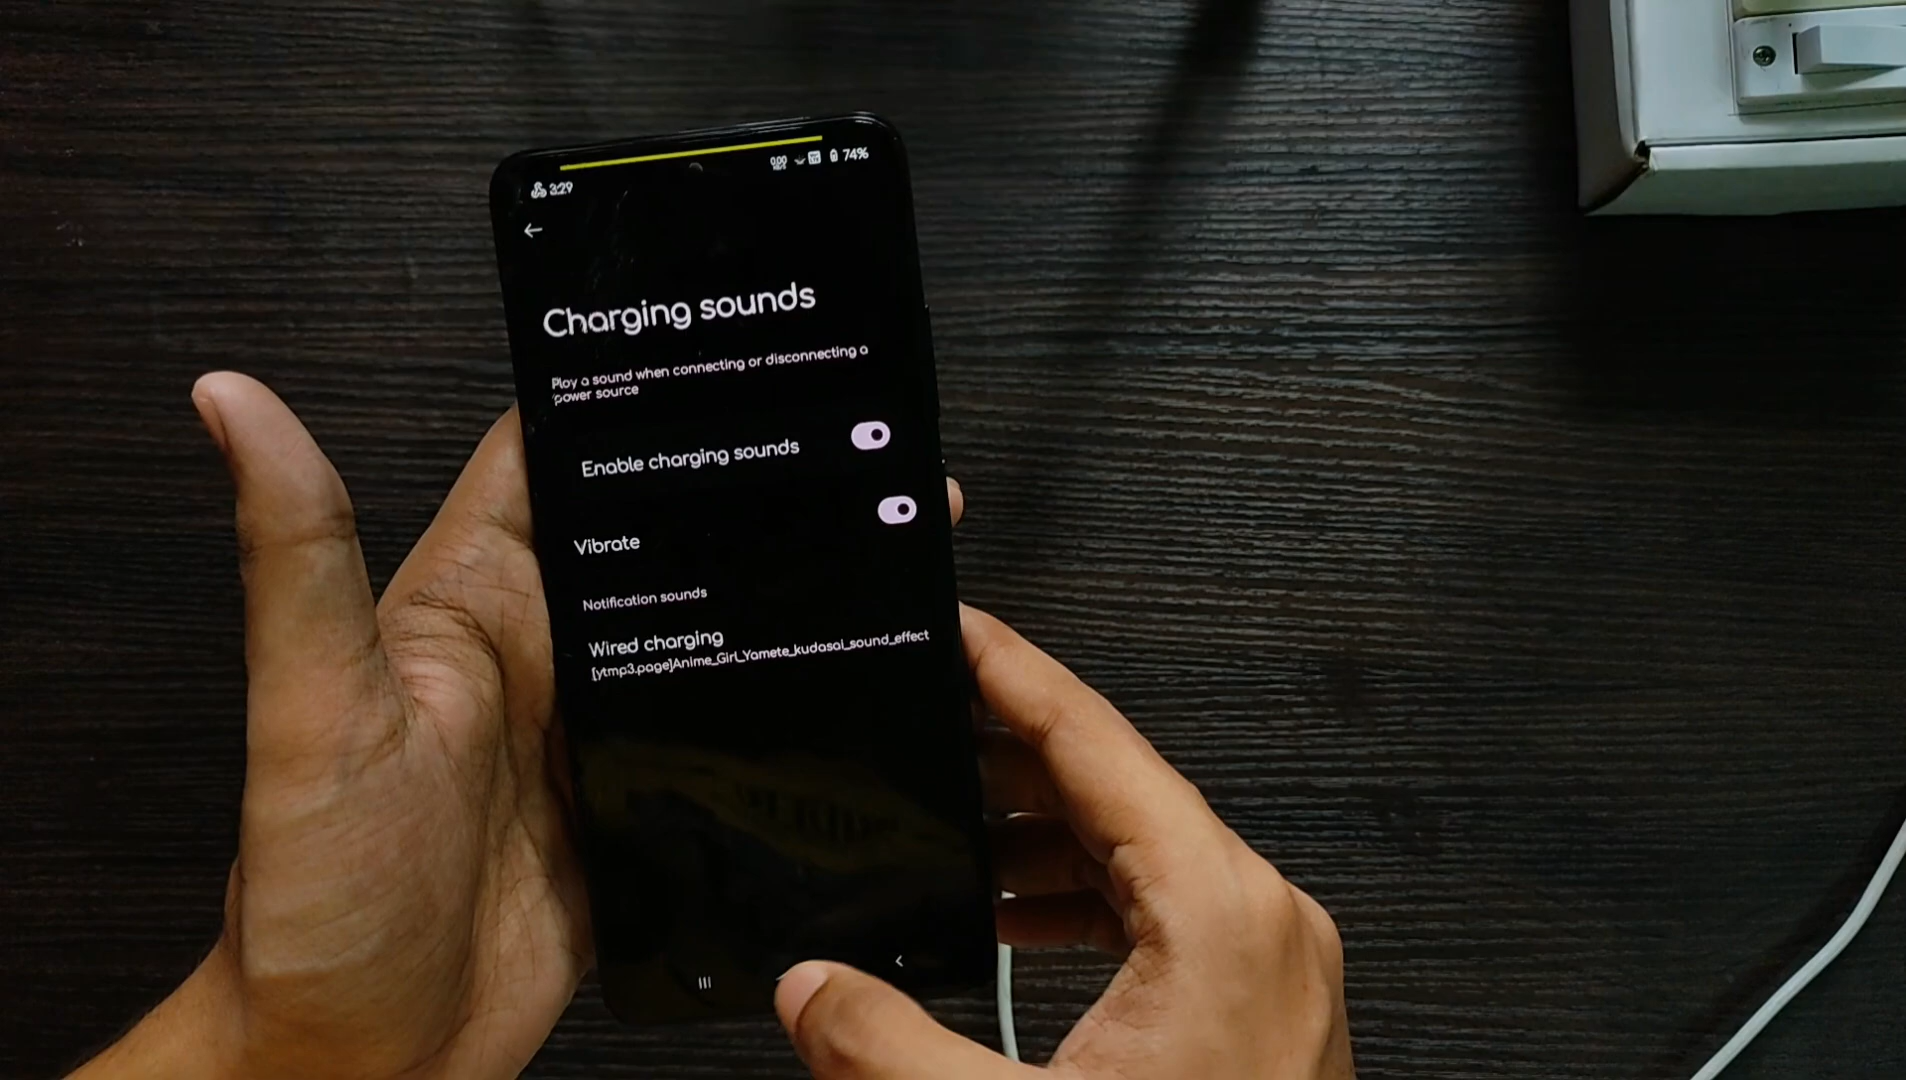 3:29
74%
Charging sounds
Play a sound when connecting or disconnecting a
power source
Enable charging sounds
Vibrate
Notification sounds
Wired charging
[ytmp3.page]Anime_Girl_Yamete_kudasai_sound_effect